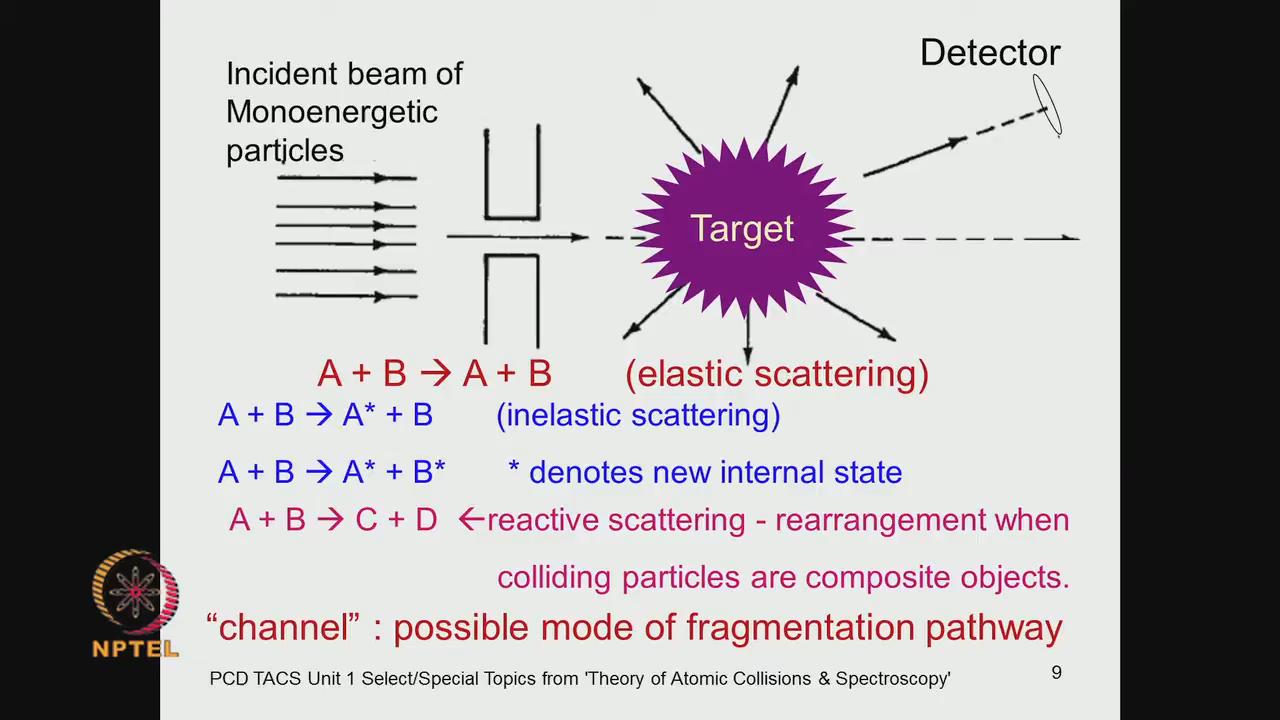 Detector
Incident beam of
Monoenergetic
particles
Target
A + B → A + B (elastic scattering)
A + B → A* + B (inelastic scattering)
A + B → A* + B* * denotes new internal state
A + B → C + D ←reactive scattering - rearrangement when
colliding particles are composite objects.
“channel” : possible mode of fragmentation pathway
NPTEL
PCD TACS Unit 1 Select/Special Topics from 'Theory of Atomic Collisions & Spectroscopy'
9